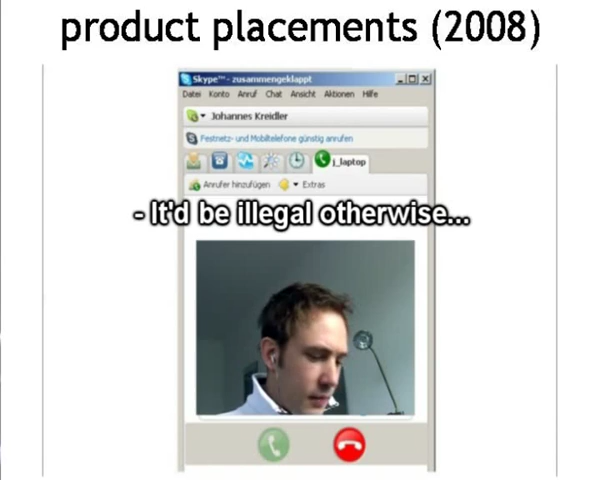 product placements (2008)
Skype™ - zusammengeklappt
Datei Konto Anruf Chat Ansicht Aktionen Hilfe
Johannes Kreidler
Festnetz- und Mobiltelefone günstig anrufen
j_laptop
Anrufer hinzufügen Extras
- It'd be illegal otherwise...